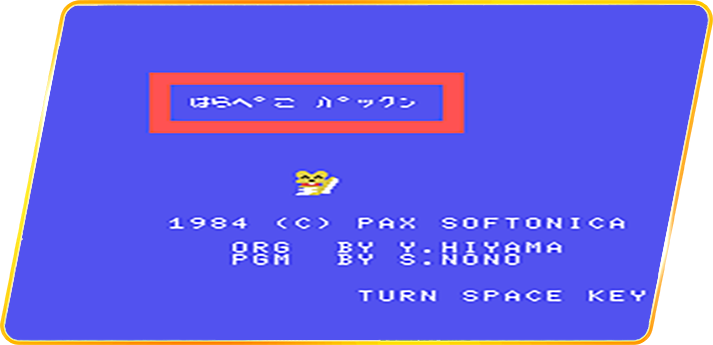 はらぺこ パックン
1984 (C) PAX SOFTONICA
ORG BY Y.HIYAMA
PGM BY S.NONO
TURN SPACE KEY